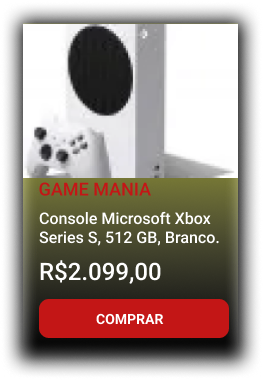 GAME MANIA
Console Microsoft Xbox
Series S, 512 GB, Branco.
R$2.099,00
COMPRAR